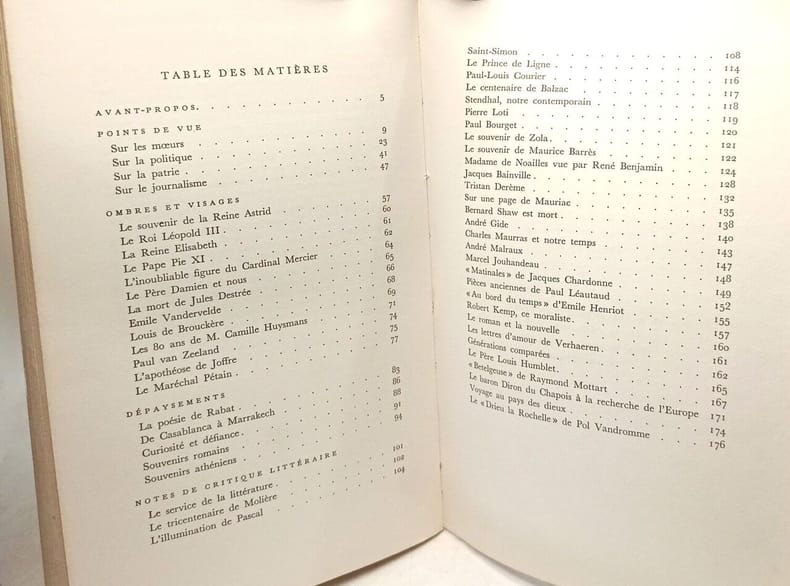 TABLE DES MATIÈRES
AVANT-PROPOS. . . . . . . . . . . . 5
POINTS DE VUE
Sur les mœurs . . . . . . . . . . . 9
Sur la politique . . . . . . . . . . 23
Sur la patrie . . . . . . . . . . . 41
Sur le journalisme . . . . . . . . . 47
OMBRES ET VISAGES
Le souvenir de la Reine Astrid . . . . . 57
Le Roi Léopold III . . . . . . . . . 60
La Reine Elisabeth . . . . . . . . . 61
Le Pape Pie XI . . . . . . . . . . 62
L'inoubliable figure du Cardinal Mercier . . . 64
Le Père Damien et nous . . . . . . . 65
La mort de Jules Destrée . . . . . . . 66
Emile Vandervelde . . . . . . . . . 68
Louis de Brouckère . . . . . . . . . 69
Les 80 ans de M. Camille Huysmans . . . . 71
Paul van Zeeland . . . . . . . . . 74
L'apothéose de Joffre . . . . . . . . 75
Le Maréchal Pétain . . . . . . . . . 77
DÉPAYSEMENTS
La poésie de Rabat . . . . . . . . . 83
De Casablanca à Marrakech . . . . . . 86
Curiosité et défiance . . . . . . . . 88
Souvenirs romains . . . . . . . . . 91
Souvenirs athéniens . . . . . . . . . 94
NOTES DE CRITIQUE LITTÉRAIRE
Le service de la littérature . . . . . . . 101
Le tricentenaire de Molière . . . . . . . 102
L'illumination de Pascal . . . . . . . 104
Saint-Simon . . . . . . . . . . . 108
Le Prince de Ligne . . . . . . . . . 114
Paul-Louis Courier . . . . . . . . . 116
Le centenaire de Balzac . . . . . . . . 117
Stendhal, notre contemporain . . . . . . 118
Pierre Loti . . . . . . . . . . . 119
Paul Bourget . . . . . . . . . . . 120
Le souvenir de Zola . . . . . . . . . 121
Le souvenir de Maurice Barrès . . . . . . 122
Madame de Noailles vue par René Benjamin . . . 124
Jacques Bainville . . . . . . . . . . 128
Tristan Derème . . . . . . . . . . 132
Sur une page de Mauriac . . . . . . . 135
Bernard Shaw est mort . . . . . . . . 138
André Gide . . . . . . . . . . . 140
Charles Maurras et notre temps . . . . . . 143
André Malraux . . . . . . . . . . 147
Marcel Jouhandeau . . . . . . . . . 148
«Matinales» de Jacques Chardonne . . . . . 149
Pièces anciennes de Paul Léautaud . . . . . 152
«Au bord du temps» d'Emile Henriot . . . . 155
Robert Kemp, ce moraliste . . . . . . . 157
Le roman et la nouvelle . . . . . . . . 160
Les lettres d'amour de Verhaeren . . . . . 161
Générations comparées . . . . . . . . 162
Le Père Louis Humblet . . . . . . . . 165
«Betelgeuse» de Raymond Mottart . . . . . 167
Le baron Diron du Chapois à la recherche de l'Europe 171
Voyage au pays des dieux . . . . . . . 174
Le «Drieu la Rochelle» de Pol Vandromme . . . 176